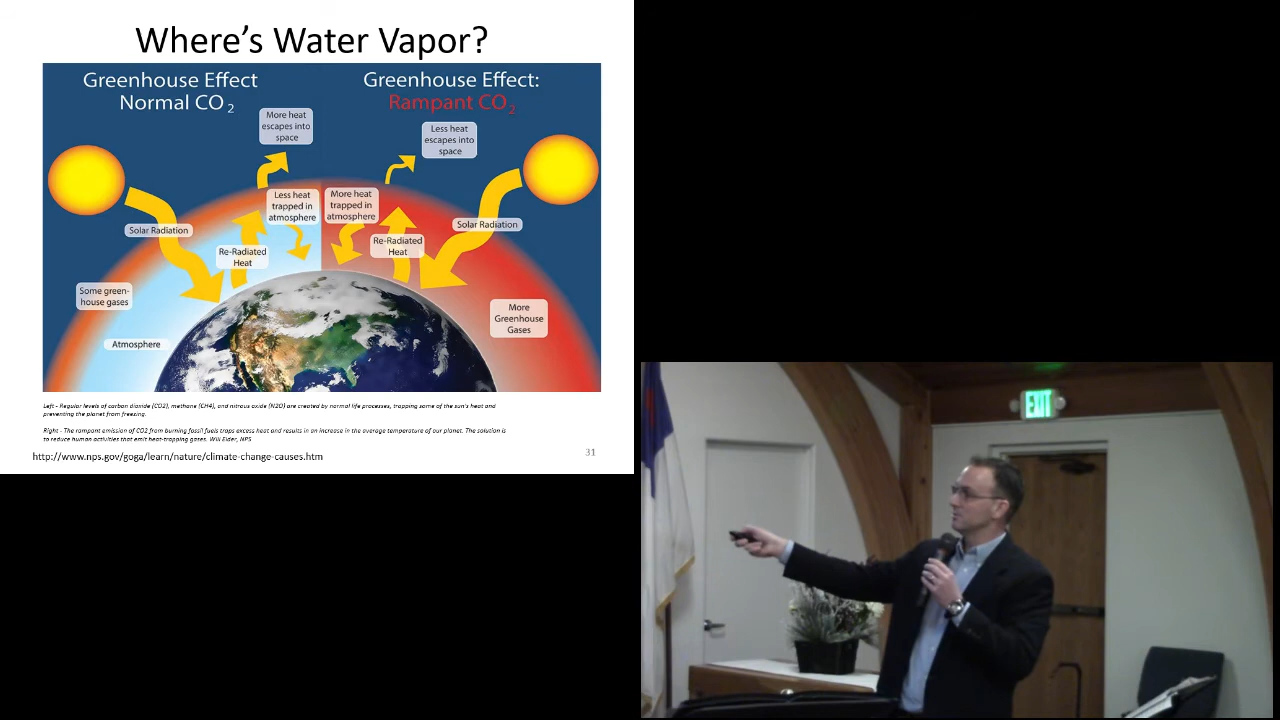 Where's Water Vapor?
Greenhouse Effect
Normal CO2
Greenhouse Effect:
Rampant CO2
More heat
escapes into
space
Less heat
escapes into
space
Less heat
trapped in
atmosphere
More heat
trapped in
atmosphere
Solar Radiation
Solar Radiation
Re-Radiated
Heat
Re-Radiated
Heat
Some green-
house gases
More
Greenhouse
Gases
Atmosphere
Left - Regular levels of carbon dioxide (CO2), methane (CH4), and nitrous oxide (N2O) are created by normal life processes, trapping some of the sun's heat and
preventing the planet from freezing.
Right - The rampant emission of CO2 from burning fossil fuels traps excess heat and results in an increase in the average temperature of our planet. The solution is
to reduce human activities that emit heat-trapping gases. Will Elder, NPS
http://www.nps.gov/goga/learn/nature/climate-change-causes.htm
31
EXIT